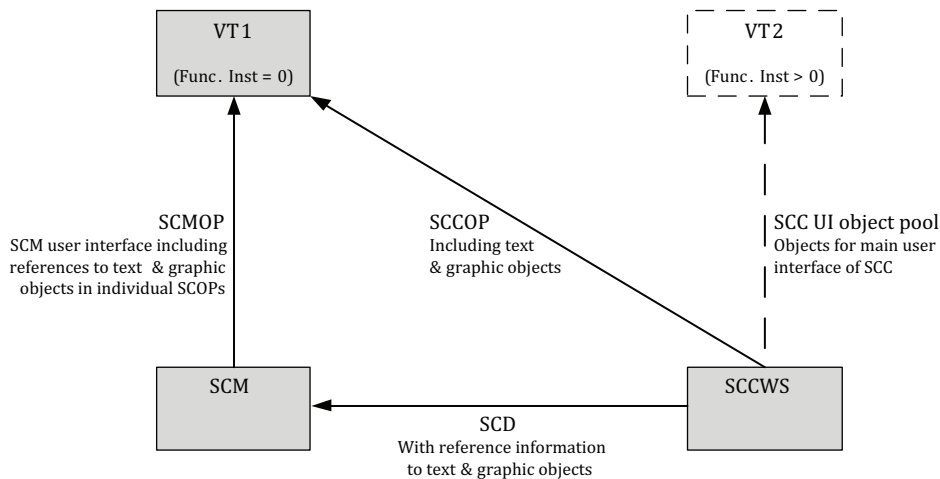 VT1
(Func. Inst = 0)
VT2
(Func. Inst > 0)
SCMOP
SCM user interface including
references to text & graphic
objects in individual SCOPs
SCCOP
Including text
& graphic objects
SCC UI object pool
Objects for main user
interface of SCC
SCM
SCCWS
SCD
With reference information
to text & graphic objects